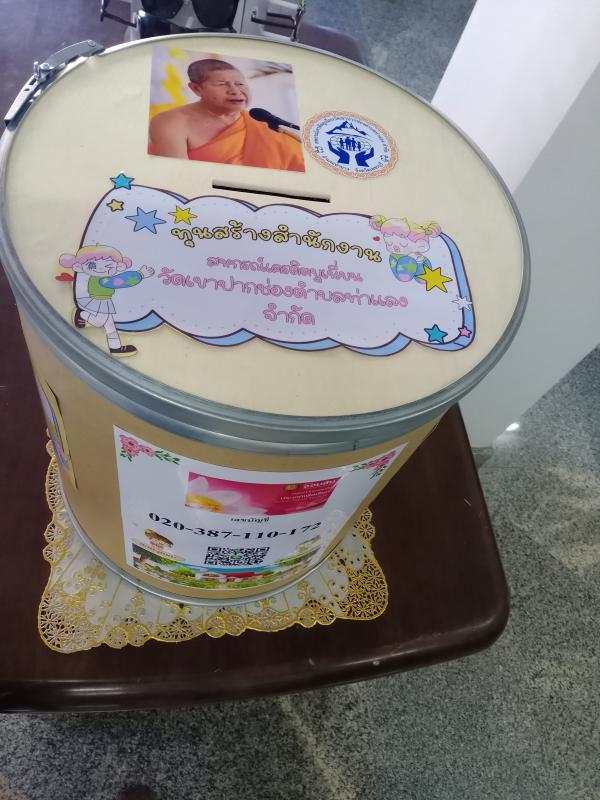 ทุนสร้างสำนักงาน
สหกรณ์เครดิตยูเนี่ยน
วัดเขาปากช่องตำบลท่าแลง
จำกัด
ออมสิน
เลขบัญชี
020-387-110-172